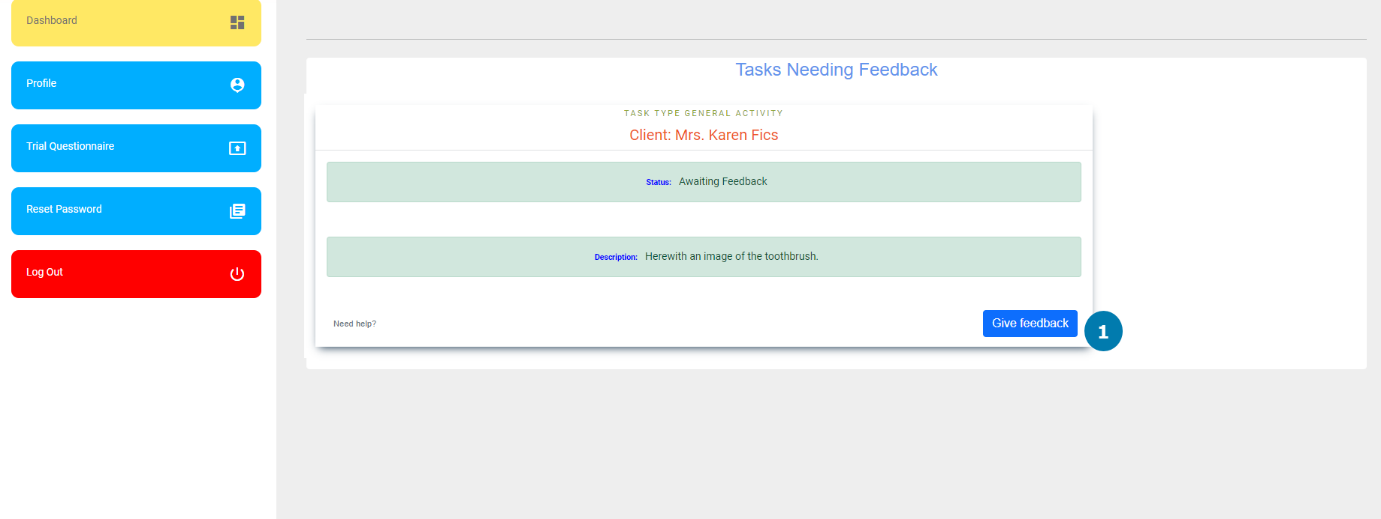 Dashboard
Profile
Trial Questionnaire
Reset Password
Log Out
Tasks Needing Feedback
TASK TYPE GENERAL ACTIVITY
Client: Mrs. Karen Fics
Status: Awaiting Feedback
Description: Herewith an image of the toothbrush.
Need help?
Give feedback
1